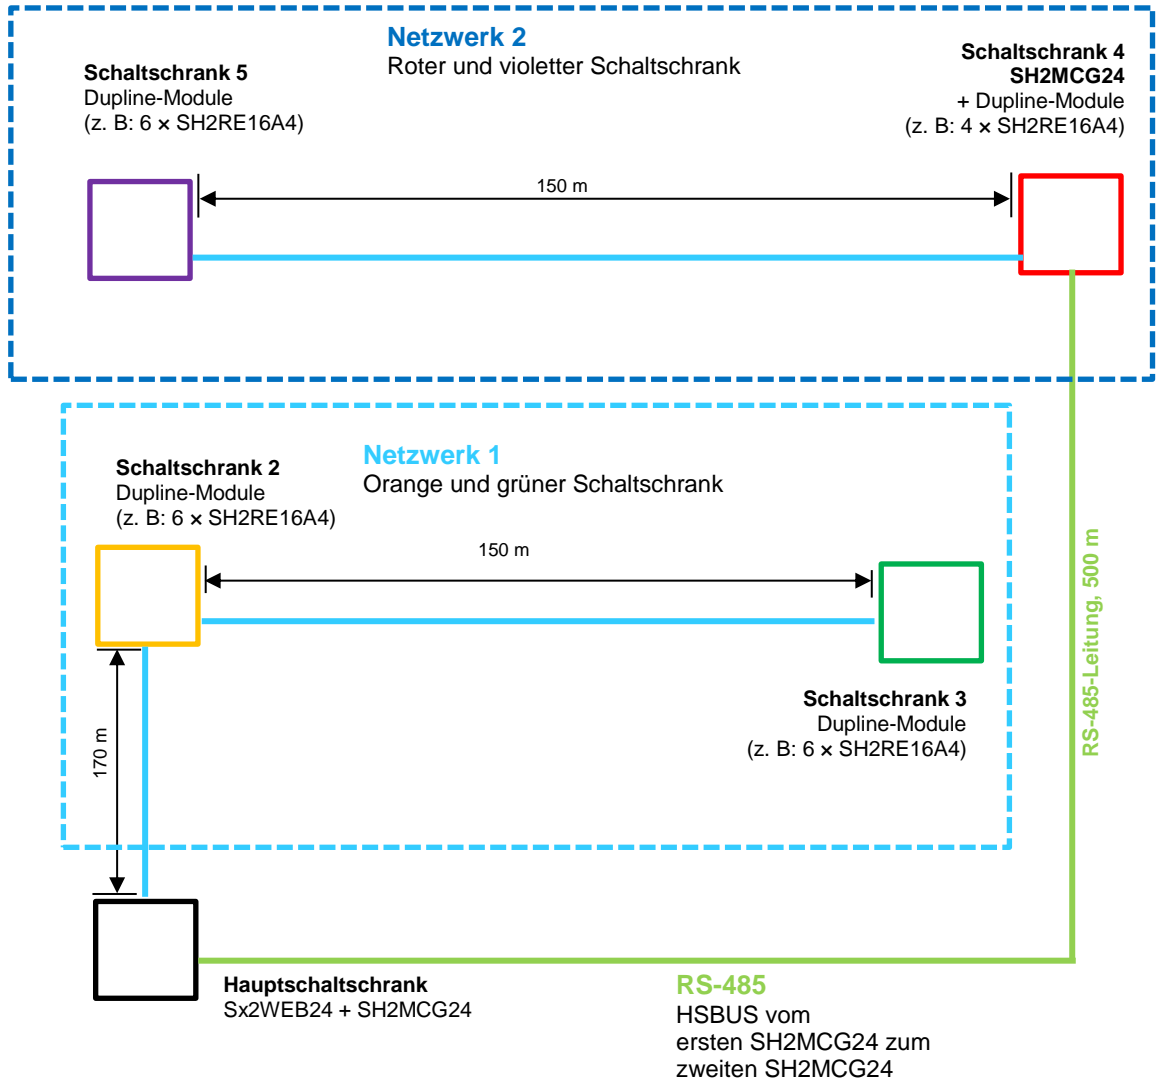 Netzwerk 2
Roter und violetter Schaltschrank
Schaltschrank 5
Dupline-Module
(z. B: 6 × SH2RE16A4)
Schaltschrank 4
SH2MCG24
+ Dupline-Module
(z. B: 4 × SH2RE16A4)
150 m
Netzwerk 1
Orange und grüner Schaltschrank
Schaltschrank 2
Dupline-Module
(z. B: 6 × SH2RE16A4)
150 m
Schaltschrank 3
Dupline-Module
(z. B: 6 × SH2RE16A4)
170 m
RS-485-Leitung, 500 m
Hauptschaltschrank
Sx2WEB24 + SH2MCG24
RS-485
HSBUS vom
ersten SH2MCG24 zum
zweiten SH2MCG24